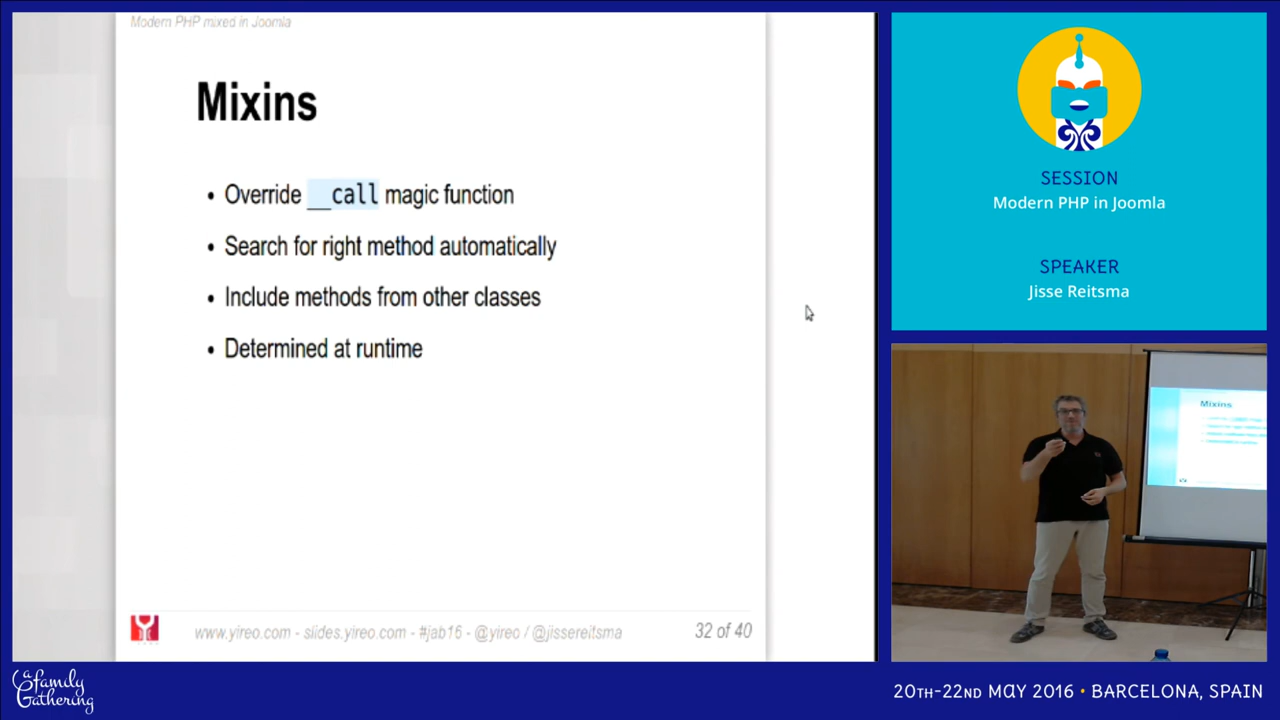 Modern PHP mixed in Joomla
Mixins
• Override __call magic function
• Search for right method automatically
• Include methods from other classes
• Determined at runtime
www.yireo.com - slides.yireo.com - #jab16 - @yireo / @jissereitsma
32 of 40
SESSION
Modern PHP in Joomla
SPEAKER
Jisse Reitsma
Mixins
a family
Gathering
20TH-22ND MAY 2016 • BARCELONA, SPAIN